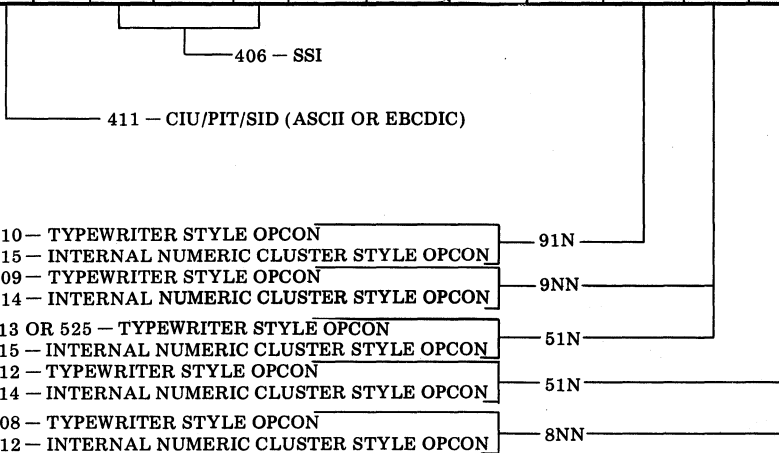 406 — SSI
411 — CIU/PIT/SID (ASCII OR EBCDIC)
10 — TYPEWRITER STYLE OPCON
15 — INTERNAL NUMERIC CLUSTER STYLE OPCON
91N
09 — TYPEWRITER STYLE OPCON
14 — INTERNAL NUMERIC CLUSTER STYLE OPCON
9NN
13 OR 525 — TYPEWRITER STYLE OPCON
15 — INTERNAL NUMERIC CLUSTER STYLE OPCON
51N
12 — TYPEWRITER STYLE OPCON
14 — INTERNAL NUMERIC CLUSTER STYLE OPCON
51N
08 — TYPEWRITER STYLE OPCON
12 — INTERNAL NUMERIC CLUSTER STYLE OPCON
8NN